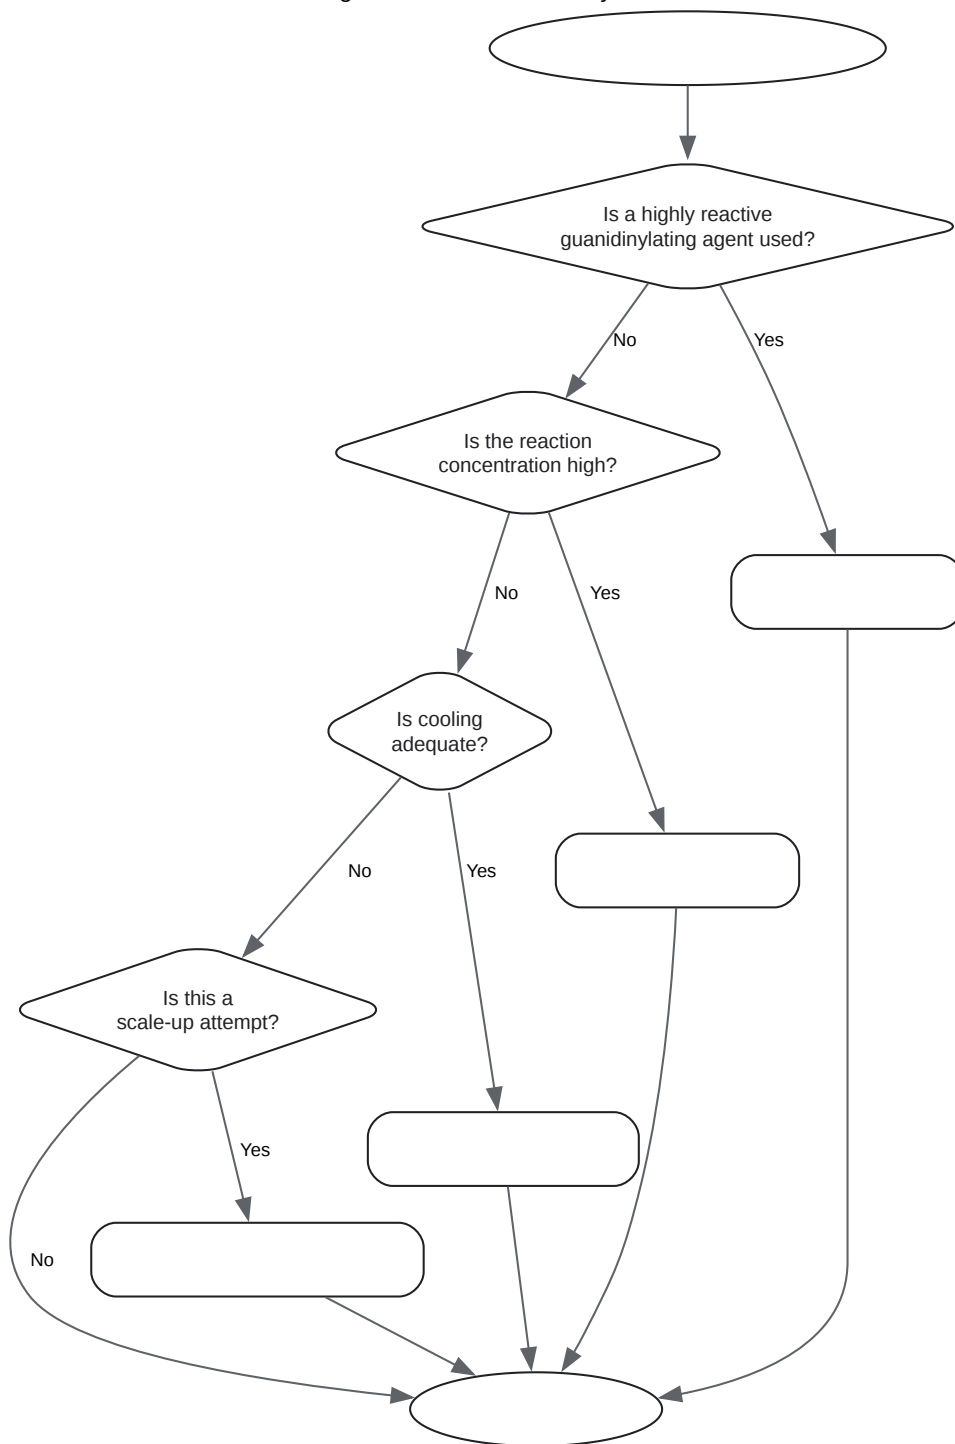 Is a highly reactive
guanidinylating agent used?
No
Yes
Is the reaction
concentration high?
No
Yes
Is cooling
adequate?
No
Yes
Is this a
scale-up attempt?
Yes
No